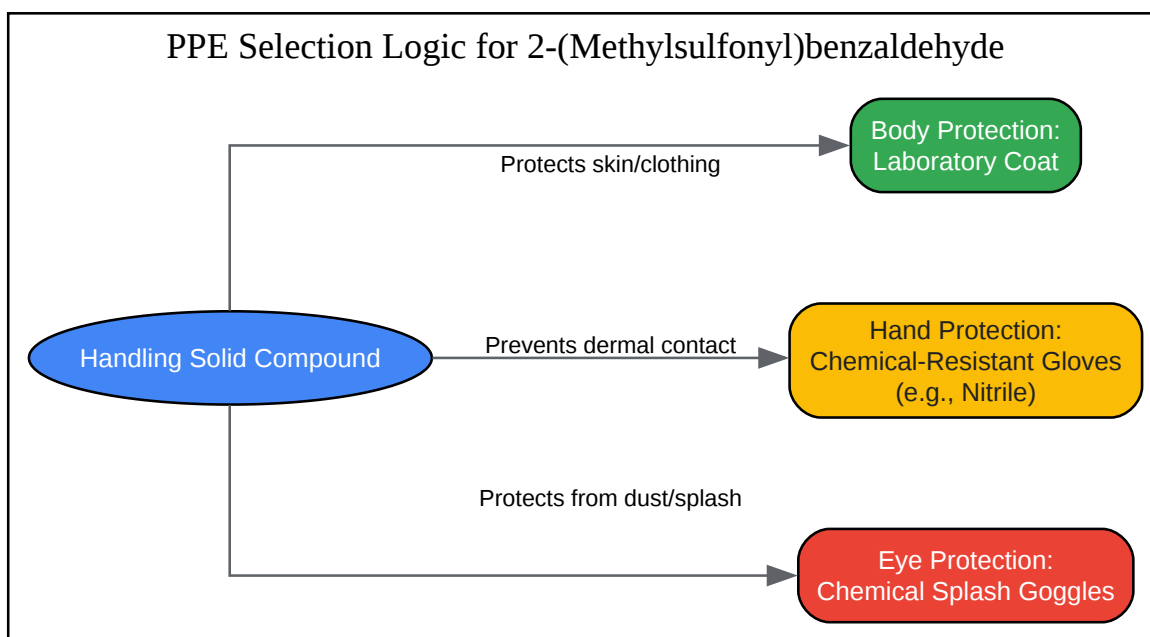 PPE Selection Logic for 2-(Methylsulfonyl)benzaldehyde
Body Protection:
Laboratory Coat
Protects skin/clothing
Handling Solid Compound
Prevents dermal contact
Hand Protection:
Chemical-Resistant Gloves
(e.g., Nitrile)
Protects from dust/splash
Eye Protection:
Chemical Splash Goggles